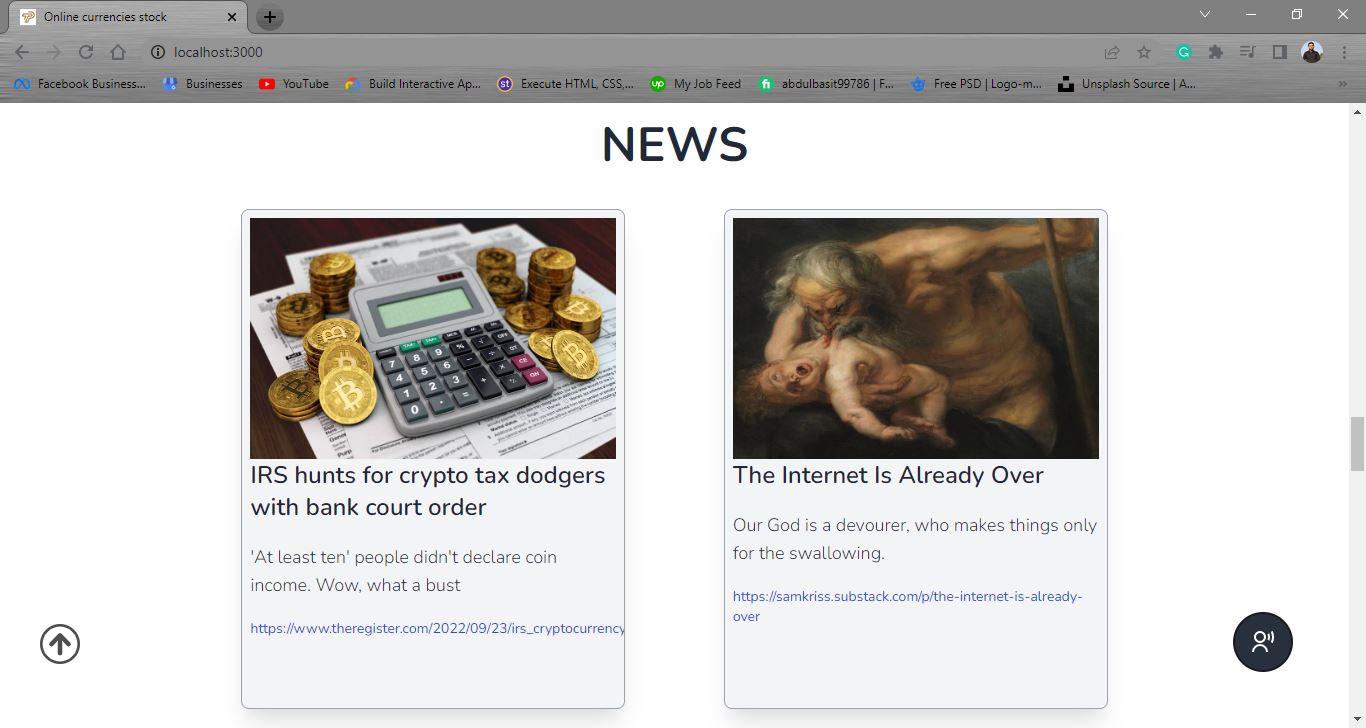 Online currencies stock
localhost:3000
Facebook Business...
Businesses
YouTube
Build Interactive Ap...
Execute HTML, CSS,...
My Job Feed
abdulbasit99786 | F...
Free PSD | Logo-m...
Unsplash Source | A...
NEWS
IRS hunts for crypto tax dodgers
with bank court order
'At least ten' people didn't declare coin
income. Wow, what a bust
https://www.theregister.com/2022/09/23/irs_cryptocurrency
The Internet Is Already Over
Our God is a devourer, who makes things only
for the swallowing.
https://samkriss.substack.com/p/the-internet-is-already-
over